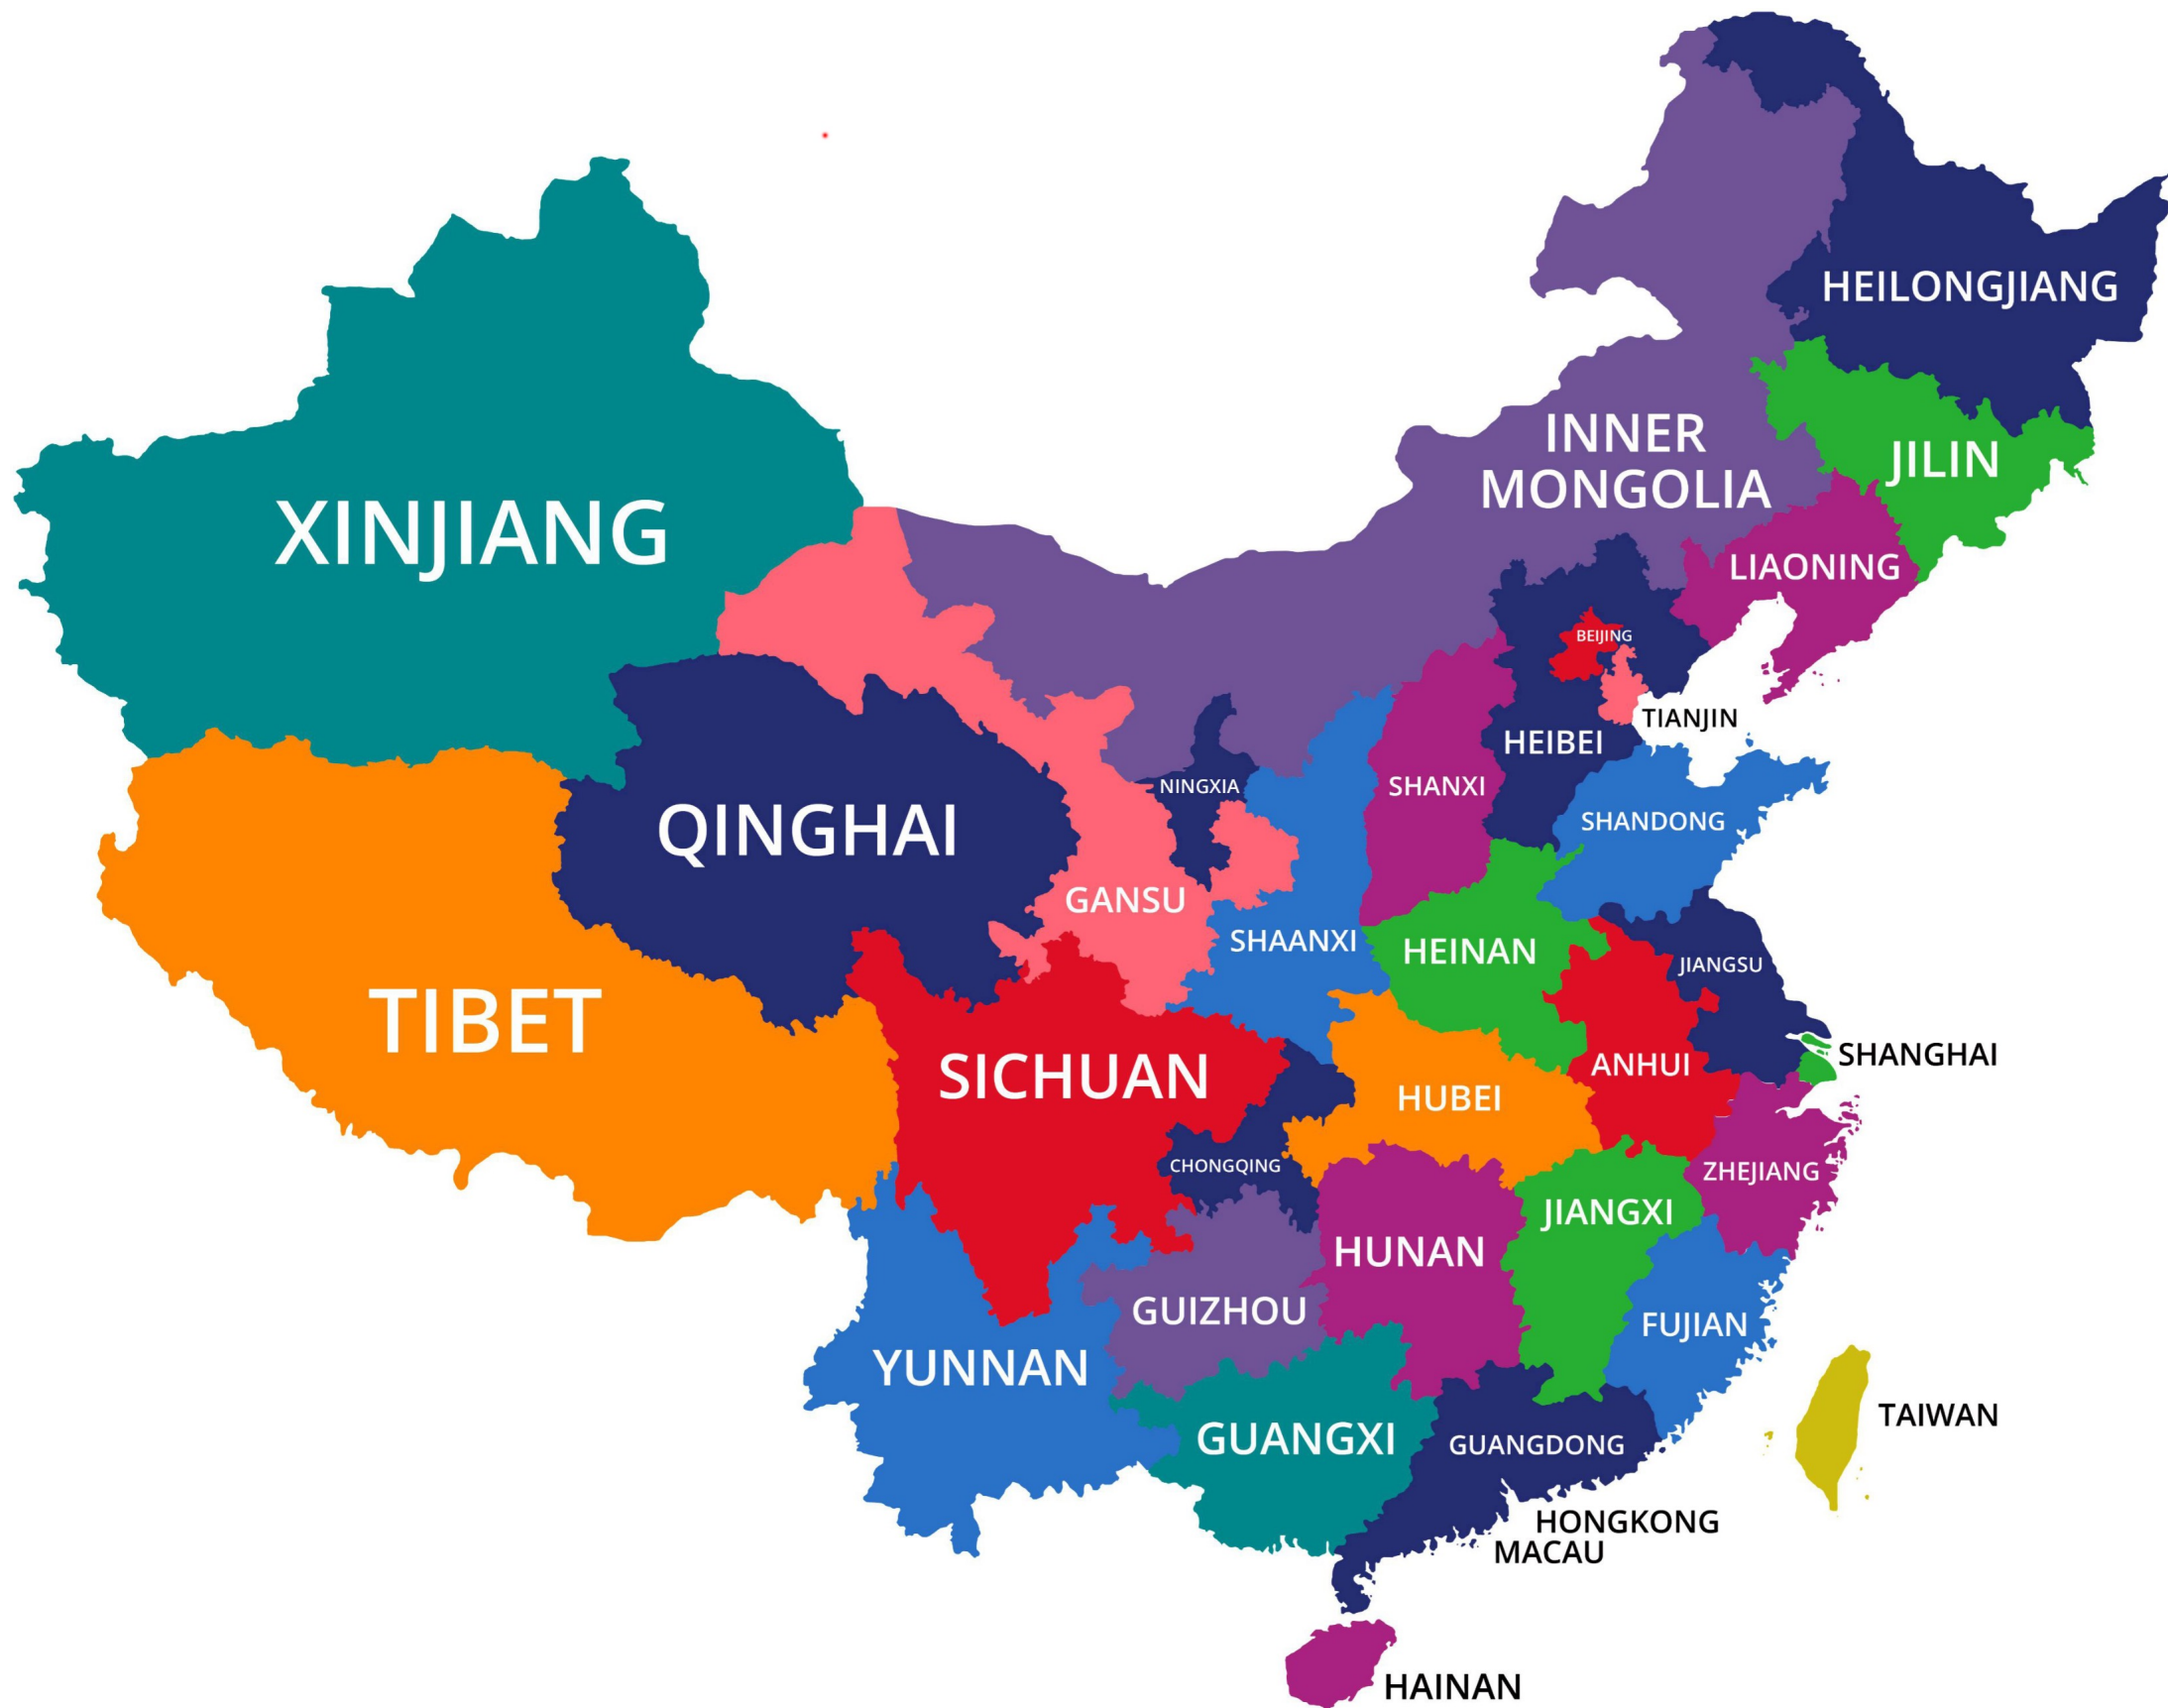 HEILONGJIANG
INNER
MONGOLIA
JILIN
XINJIANG
LIAONING
BEIJING
TIANJIN
HEIBEI
NINGXIA
SHANXI
SHANDONG
QINGHAI
GANSU
SHAANXI
HEINAN
JIANGSU
TIBET
SICHUAN
SHANGHAI
ANHUI
HUBEI
CHONGQING
ZHEJIANG
JIANGXI
HUNAN
GUIZHOU
FUJIAN
YUNNAN
TAIWAN
GUANGXI
GUANGDONG
HONGKONG
MACAU
HAINAN